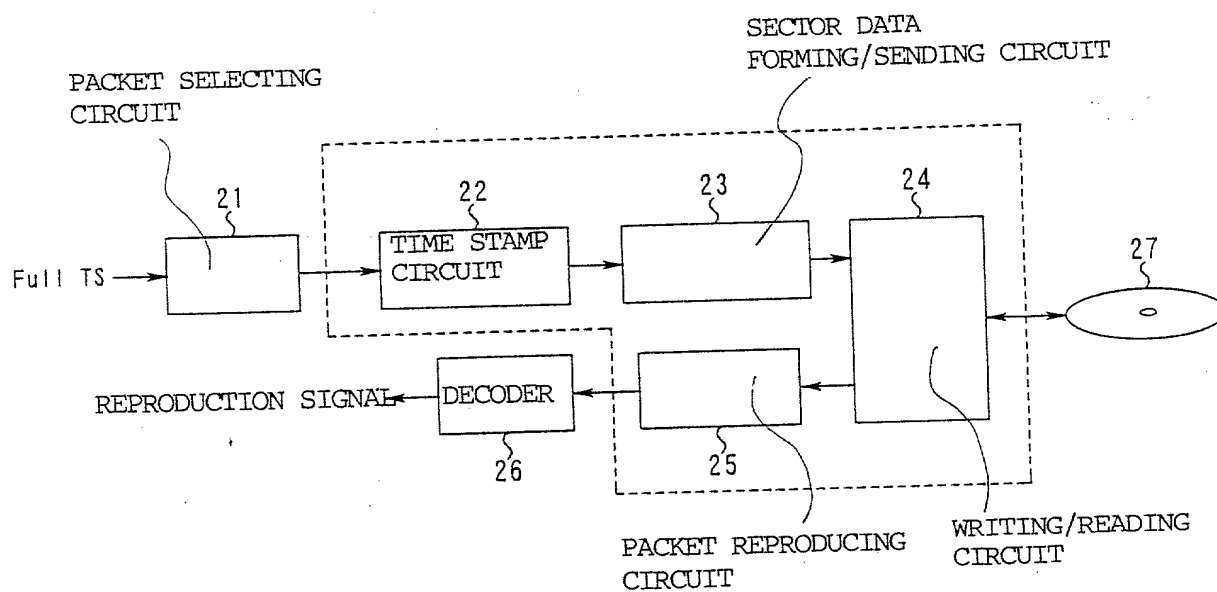 SECTOR DATA
FORMING/SENDING CIRCUIT
PACKET SELECTING
CIRCUIT
21
22
23
24
27
Full TS
TIME STAMP
CIRCUIT
REPRODUCTION SIGNAL
DECODER
26
25
PACKET REPRODUCING
CIRCUIT
WRITING/READING
CIRCUIT